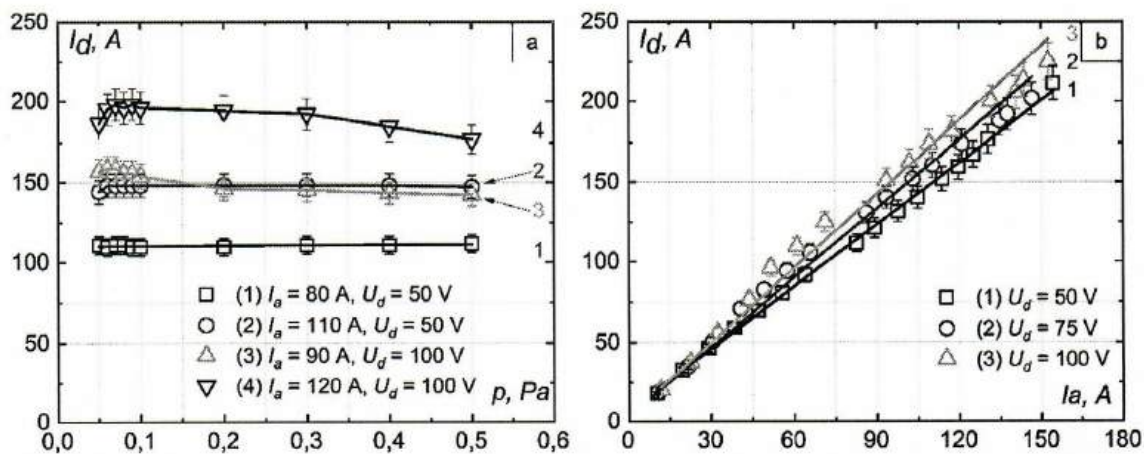 250
200
150
100
50
0
I_d, A
a
4
2
3
1
(1) I_a = 80 A, U_d = 50 V
(2) I_a = 110 A, U_d = 50 V
(3) I_a = 90 A, U_d = 100 V
(4) I_a = 120 A, U_d = 100 V
p, Pa
0,0 0,1 0,2 0,3 0,4 0,5 0,6
250
200
150
100
50
0
I_d, A
b
3
2
1
(1) U_d = 50 V
(2) U_d = 75 V
(3) U_d = 100 V
Ia, A
0 30 60 90 120 150 180